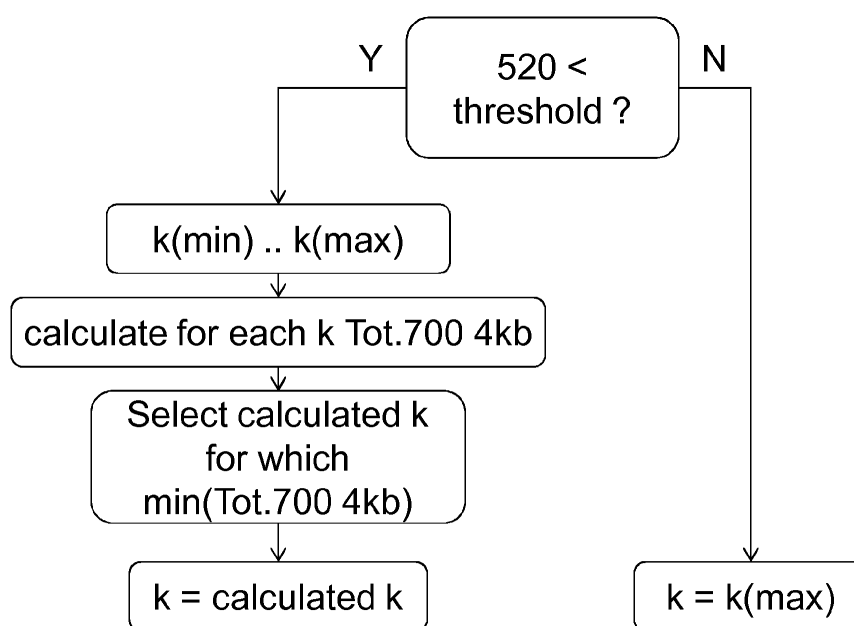 Y
520 <
threshold ?
N
k(min) .. k(max)
calculate for each k Tot.700 4kb
Select calculated k
for which
min(Tot.700 4kb)
k = calculated k
k = k(max)